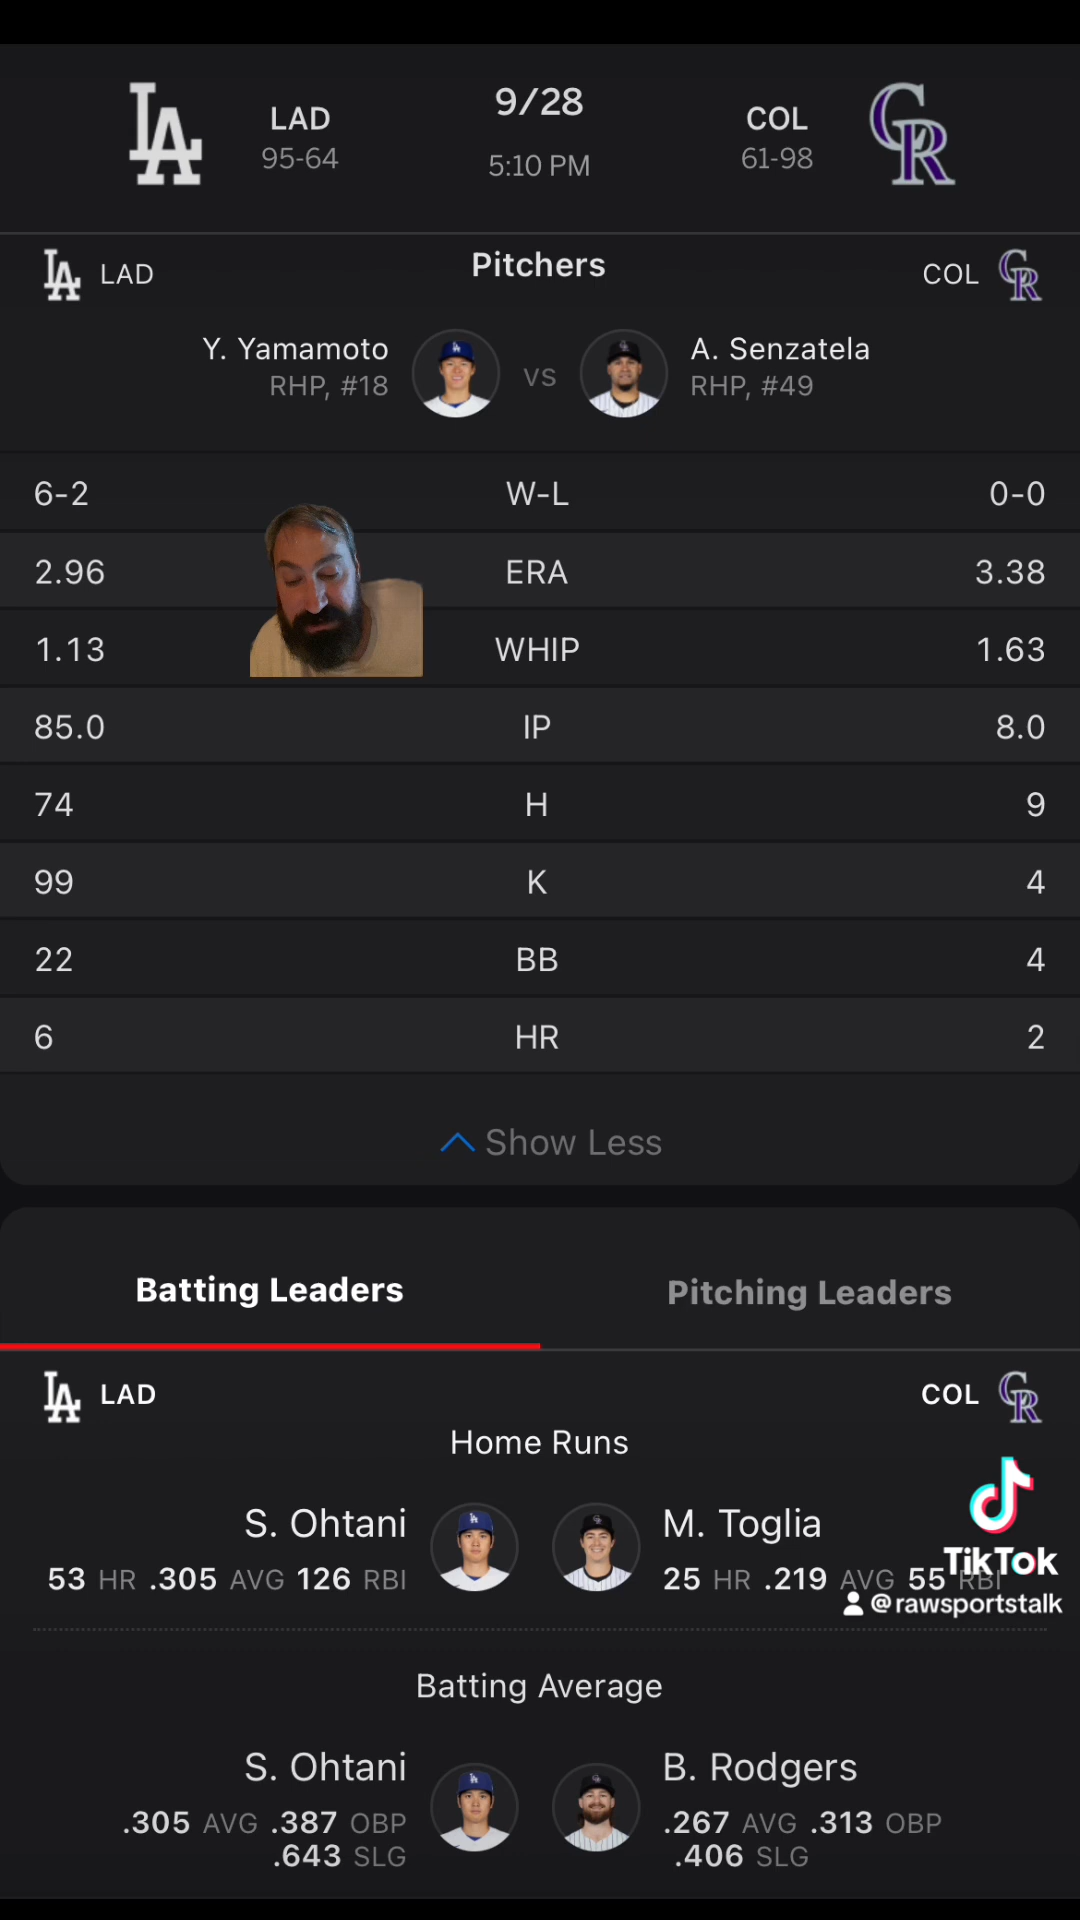 LAD 9/28 COL
95-64 5:10 PM 61-98
LAD Pitchers COL
Y. Yamamoto vs A. Senzatela
RHP, #18 RHP, #49
6-2 W-L 0-0
2.96 ERA 3.38
1.13 WHIP 1.63
85.0 IP 8.0
74 H 9
99 K 4
22 BB 4
6 HR 2
Show Less
Batting Leaders Pitching Leaders
LAD COL
Home Runs
S. Ohtani M. Toglia
53 HR .305 AVG 126 RBI 25 HR .219 AVG 55 RBI
TikTok
@rawsportstalk
Batting Average
S. Ohtani B. Rodgers
.305 AVG .387 OBP .267 AVG .313 OBP
.643 SLG .406 SLG